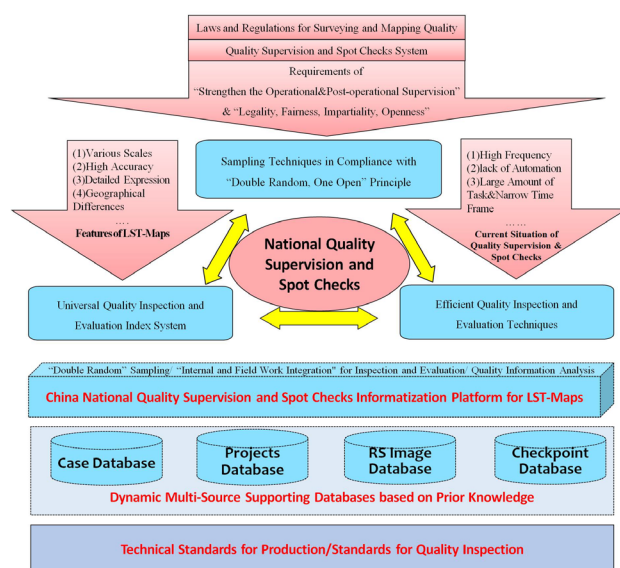 Laws and Regulations for Surveying and Mapping Quality
Quality Supervision and Spot Checks System
Requirements of
“Strengthen the Operational&Post-operational Supervision”
& “Legality, Fairness, Impartiality, Openness”
(1)Various Scales
(2)High Accuracy
(3)Detailed Expression
(4)Geographical
Differences
….
Features of LST-Maps
Sampling Techniques in Compliance with
“Double Random, One Open” Principle
(1)High Frequency
(2)lack of Automation
(3)Large Amount of
Task&Narrow Time
Frame
… …
Current Situation of
Quality Supervision &
Spot Checks
National Quality
Supervision and
Spot Checks
Universal Quality Inspection and
Evaluation Index System
Efficient Quality Inspection and
Evaluation Techniques
“Double Random” Sampling/ “Internal and Field Work Integration" for Inspection and Evaluation/ Quality Information Analysis
China National Quality Supervision and Spot Checks Informatization Platform for LST-Maps
Case Database
Projects
Database
RS Image
Database
Checkpoint
Database
Dynamic Multi-Source Supporting Databases based on Prior Knowledge
Technical Standards for Production/Standards for Quality Inspection